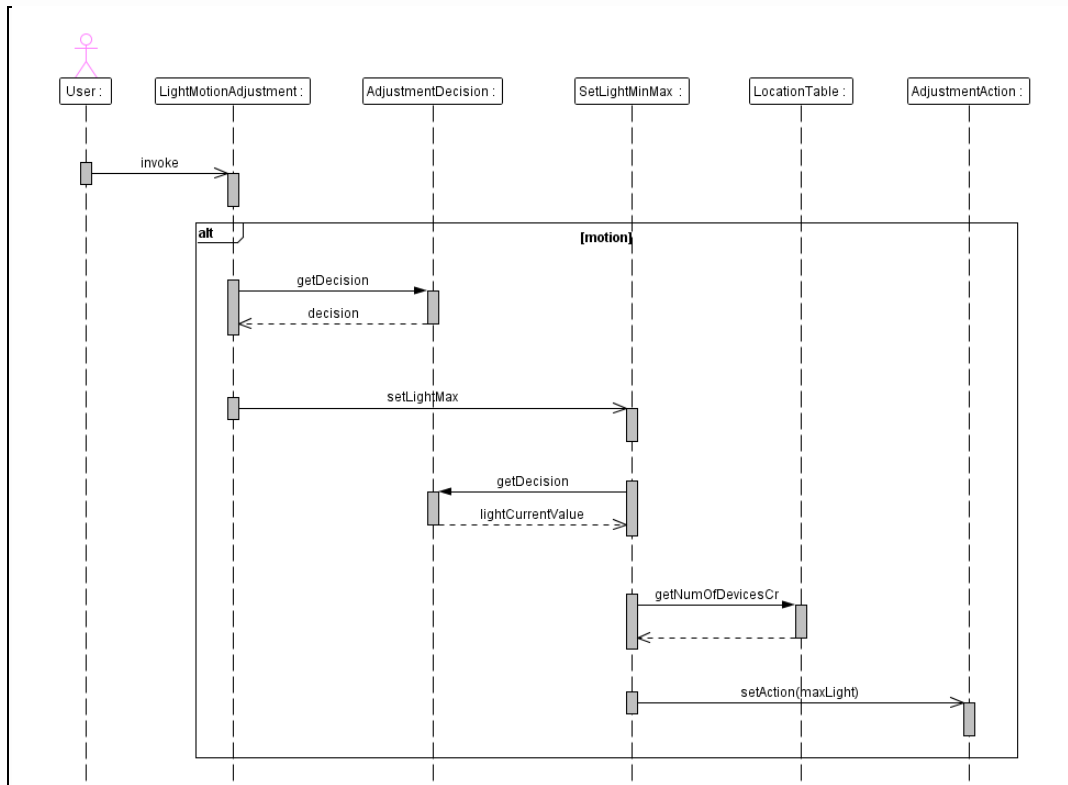 User :
LightMotionAdjustment :
AdjustmentDecision :
SetLightMinMax :
LocationTable :
AdjustmentAction :
invoke
alt
[motion]
getDecision
decision
setLightMax
getDecision
lightCurrentValue
getNumOfDevicesCr
setAction(maxLight)